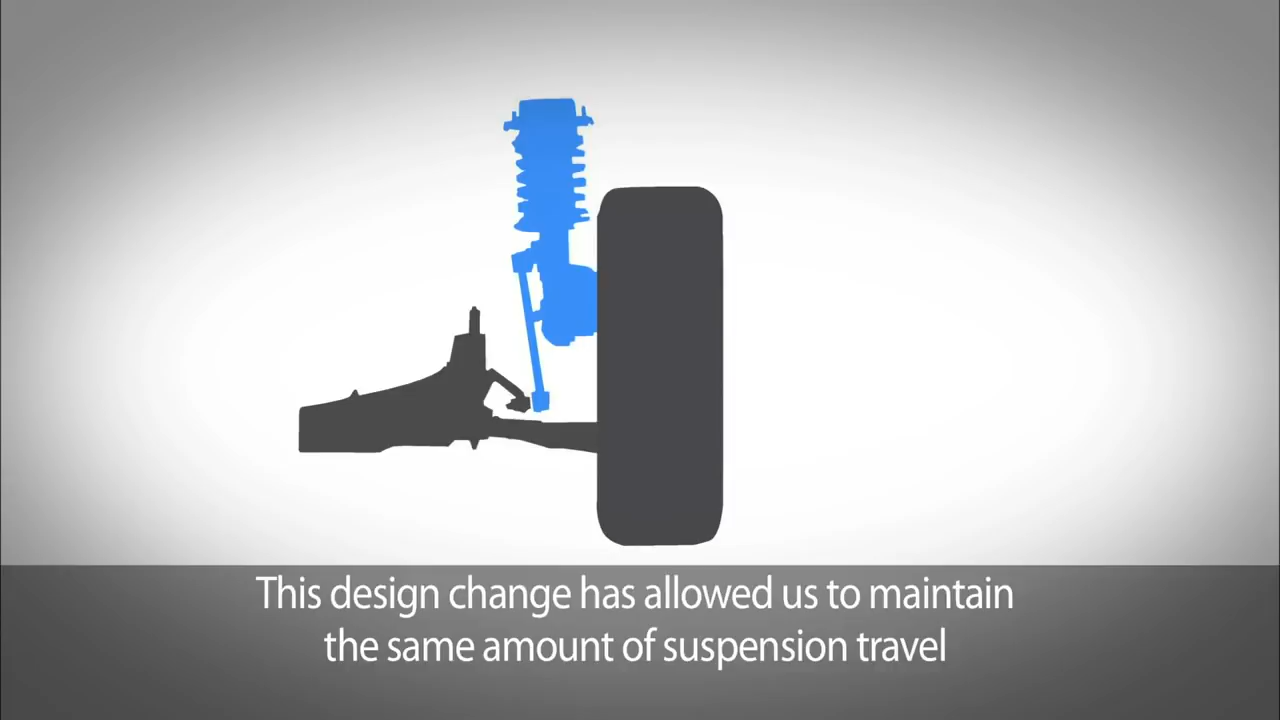 This design change has allowed us to maintain
the same amount of suspension travel